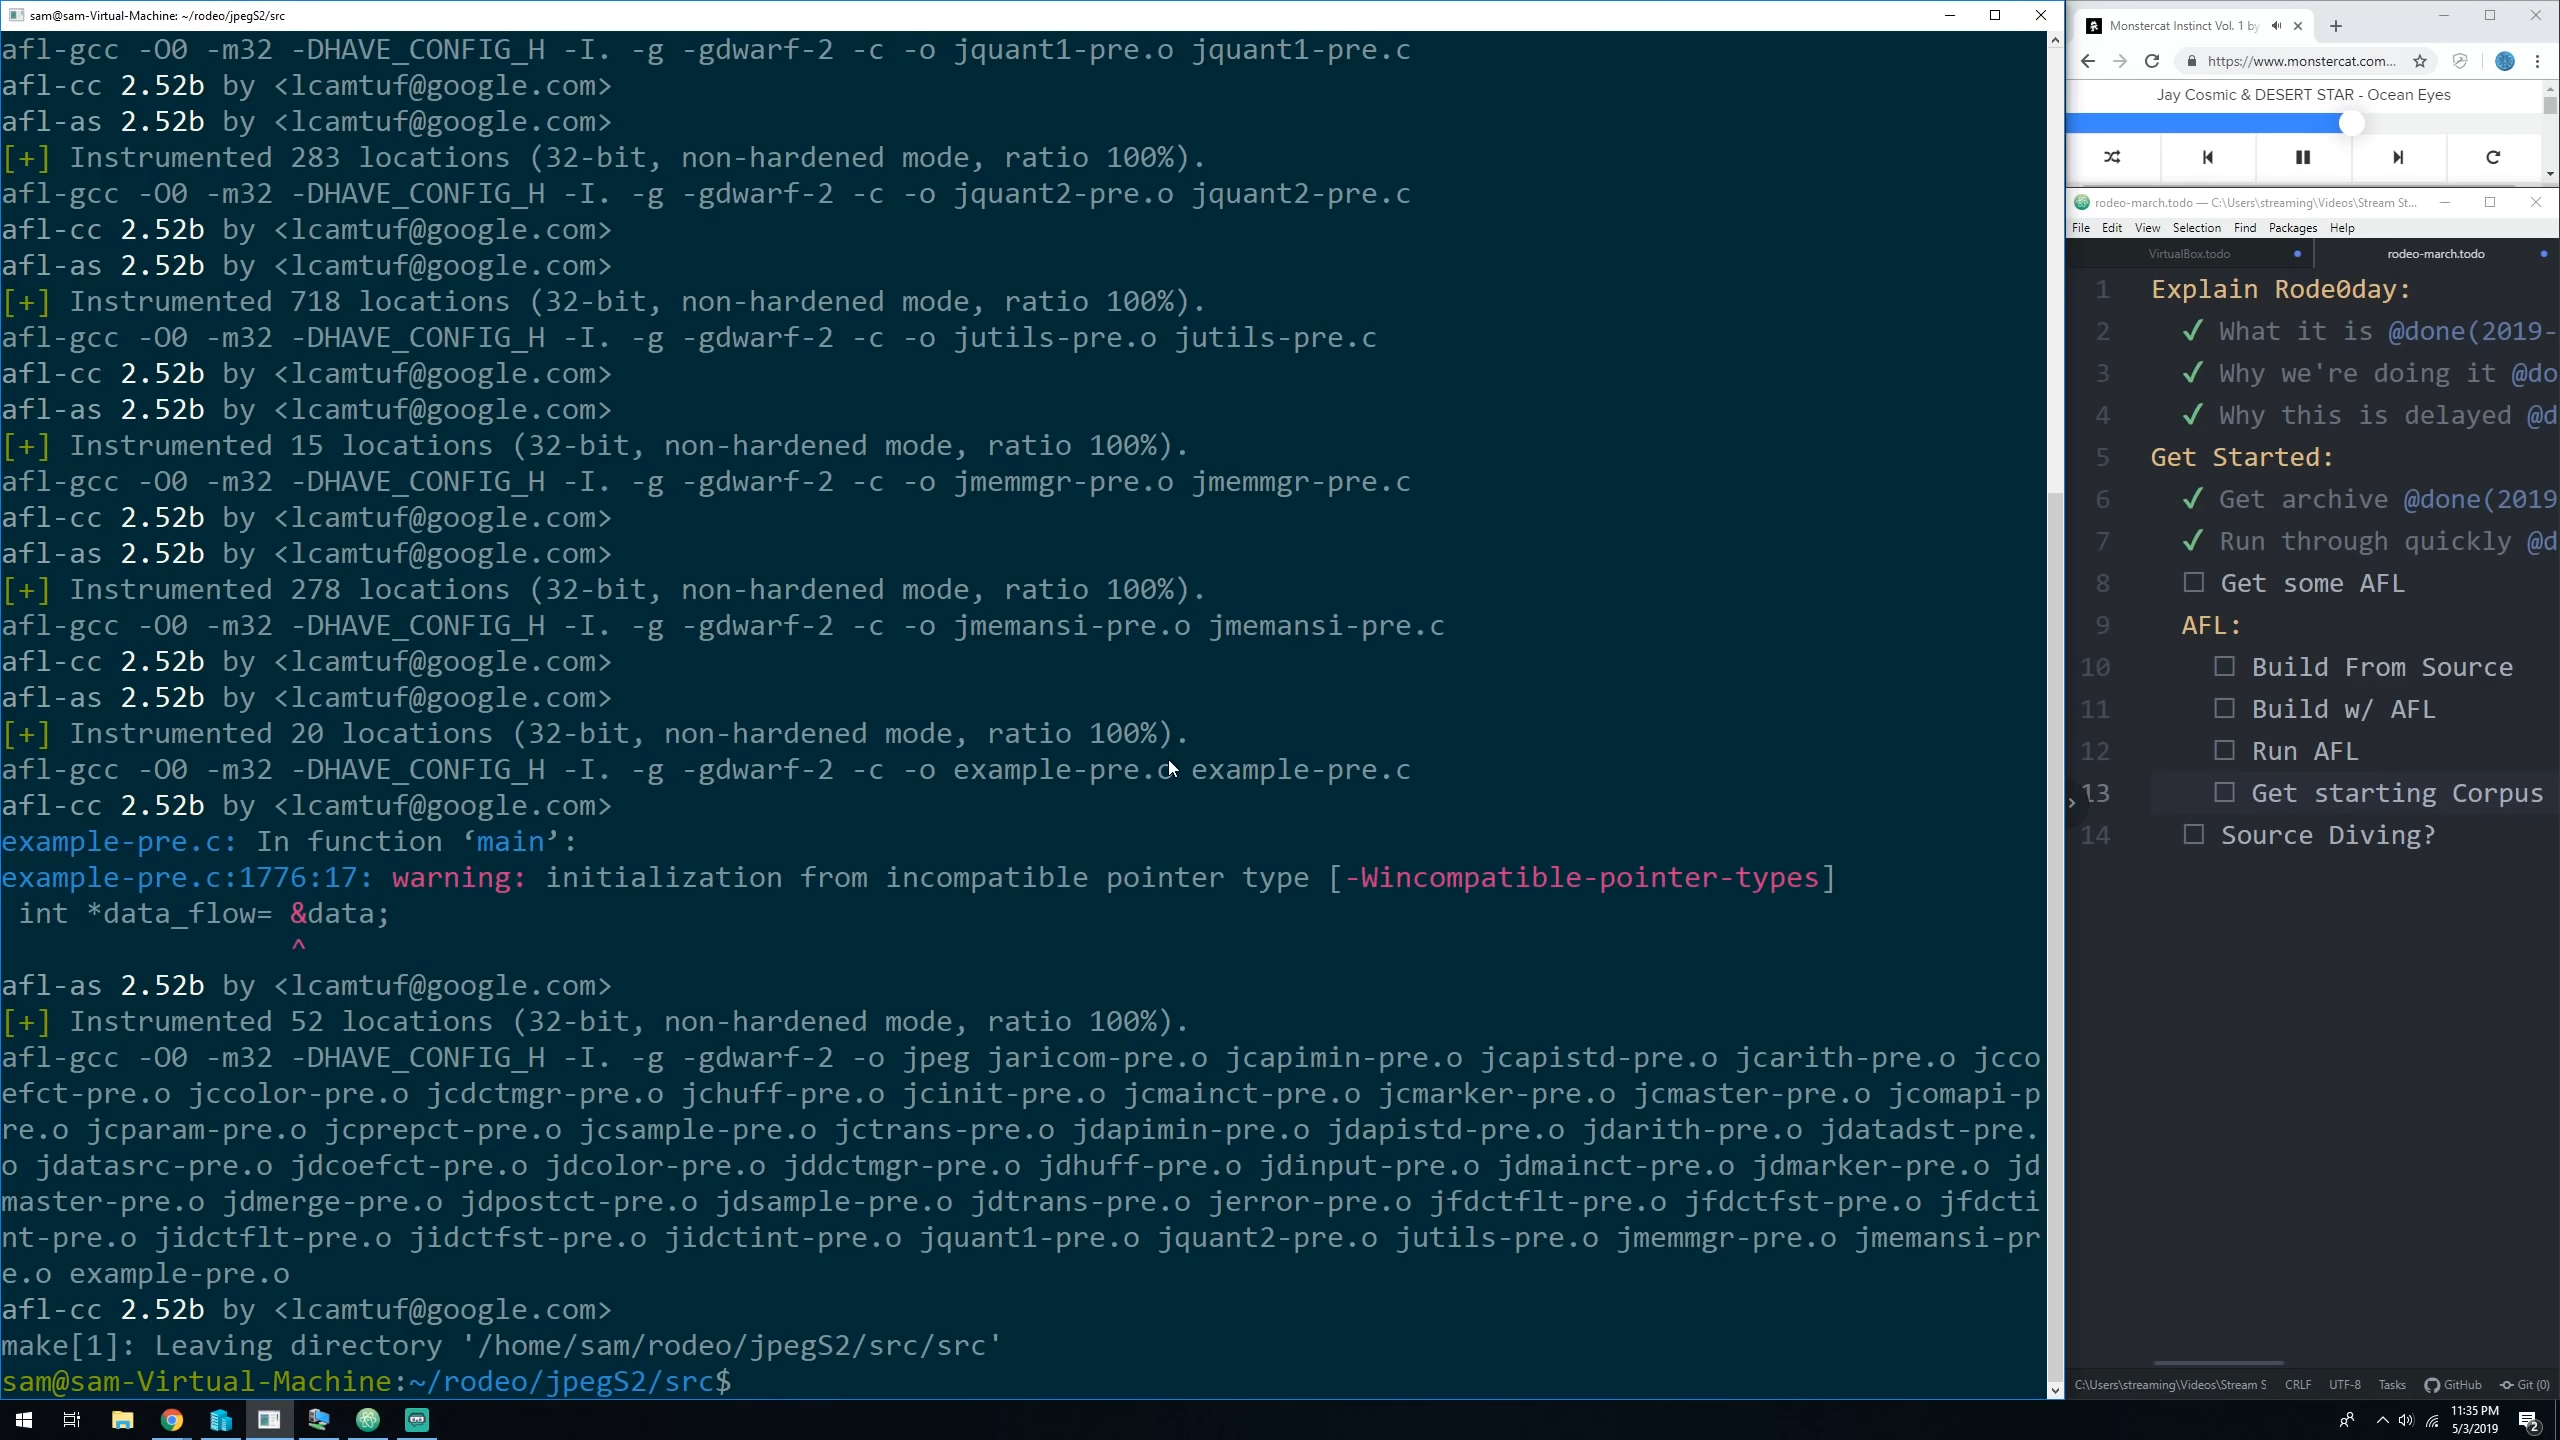 sam@sam-Virtual-Machine: ~/rodeo/jpegS2/src
afl-gcc -O0 -m32 -DHAVE_CONFIG_H -I. -g -gdwarf-2 -c -o jquant1-pre.o jquant1-pre.c
afl-cc 2.52b by <lcamtuf@google.com>
afl-as 2.52b by <lcamtuf@google.com>
[+] Instrumented 283 locations (32-bit, non-hardened mode, ratio 100%).
afl-gcc -O0 -m32 -DHAVE_CONFIG_H -I. -g -gdwarf-2 -c -o jquant2-pre.o jquant2-pre.c
afl-cc 2.52b by <lcamtuf@google.com>
afl-as 2.52b by <lcamtuf@google.com>
[+] Instrumented 718 locations (32-bit, non-hardened mode, ratio 100%).
afl-gcc -O0 -m32 -DHAVE_CONFIG_H -I. -g -gdwarf-2 -c -o jutils-pre.o jutils-pre.c
afl-cc 2.52b by <lcamtuf@google.com>
afl-as 2.52b by <lcamtuf@google.com>
[+] Instrumented 15 locations (32-bit, non-hardened mode, ratio 100%).
afl-gcc -O0 -m32 -DHAVE_CONFIG_H -I. -g -gdwarf-2 -c -o jmemmgr-pre.o jmemmgr-pre.c
afl-cc 2.52b by <lcamtuf@google.com>
afl-as 2.52b by <lcamtuf@google.com>
[+] Instrumented 278 locations (32-bit, non-hardened mode, ratio 100%).
afl-gcc -O0 -m32 -DHAVE_CONFIG_H -I. -g -gdwarf-2 -c -o jmemansi-pre.o jmemansi-pre.c
afl-cc 2.52b by <lcamtuf@google.com>
afl-as 2.52b by <lcamtuf@google.com>
[+] Instrumented 20 locations (32-bit, non-hardened mode, ratio 100%).
afl-gcc -O0 -m32 -DHAVE_CONFIG_H -I. -g -gdwarf-2 -c -o example-pre.o example-pre.c
afl-cc 2.52b by <lcamtuf@google.com>
example-pre.c: In function ‘main’:
example-pre.c:1776:17: warning: initialization from incompatible pointer type [-Wincompatible-pointer-types]
int *data_flow= &data;
^
afl-as 2.52b by <lcamtuf@google.com>
[+] Instrumented 52 locations (32-bit, non-hardened mode, ratio 100%).
afl-gcc -O0 -m32 -DHAVE_CONFIG_H -I. -g -gdwarf-2 -o jpeg jaricom-pre.o jcapimin-pre.o jcapistd-pre.o jcarith-pre.o jcco
efct-pre.o jccolor-pre.o jcdctmgr-pre.o jchuff-pre.o jcinit-pre.o jcmainct-pre.o jcmarker-pre.o jcmaster-pre.o jcomapi-p
re.o jcparam-pre.o jcprepct-pre.o jcsample-pre.o jctrans-pre.o jdapimin-pre.o jdapistd-pre.o jdarith-pre.o jdatadst-pre.
o jdatasrc-pre.o jdcoefct-pre.o jdcolor-pre.o jddctmgr-pre.o jdhuff-pre.o jdinput-pre.o jdmainct-pre.o jdmarker-pre.o jd
master-pre.o jdmerge-pre.o jdpostct-pre.o jdsample-pre.o jdtrans-pre.o jerror-pre.o jfdctflt-pre.o jfdctfst-pre.o jfdcti
nt-pre.o jidctflt-pre.o jidctfst-pre.o jidctint-pre.o jquant1-pre.o jquant2-pre.o jutils-pre.o jmemmgr-pre.o jmemansi-pr
e.o example-pre.o
afl-cc 2.52b by <lcamtuf@google.com>
make[1]: Leaving directory '/home/sam/rodeo/jpegS2/src/src'
sam@sam-Virtual-Machine:~/rodeo/jpegS2/src$
Monstercat Instinct Vol. 1 by
https://www.monstercat.com...
Jay Cosmic & DESERT STAR - Ocean Eyes
rodeo-march.todo — C:\Users\streaming\Videos\Stream St...
File Edit View Selection Find Packages Help
VirtualBox.todo rodeo-march.todo
1 Explain Rode0day:
2 ✓ What it is @done(2019-
3 ✓ Why we're doing it @do
4 ✓ Why this is delayed @d
5 Get Started:
6 ✓ Get archive @done(2019
7 ✓ Run through quickly @d
8 ☐ Get some AFL
9 AFL:
10 ☐ Build From Source
11 ☐ Build w/ AFL
12 ☐ Run AFL
13 ☐ Get starting Corpus
14 ☐ Source Diving?
C:\Users\streaming\Videos\Stream S CRLF UTF-8 Tasks GitHub Git (0)
11:35 PM
5/3/2019
2